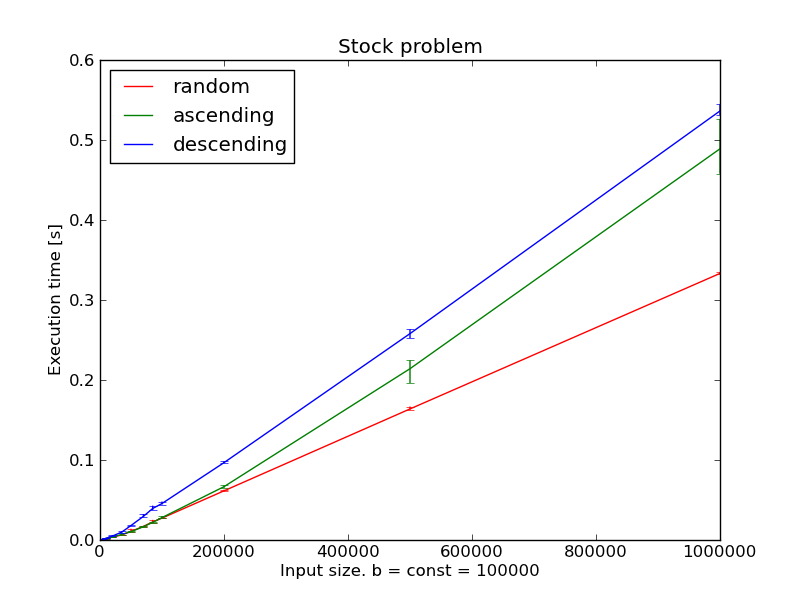 Stock problem
0.6
random
ascending
descending
0.5
0.4
0.3
0.2
0.1
0.0
Execution time [s]
0
200000
400000
600000
800000
1000000
Input size. b = const = 100000